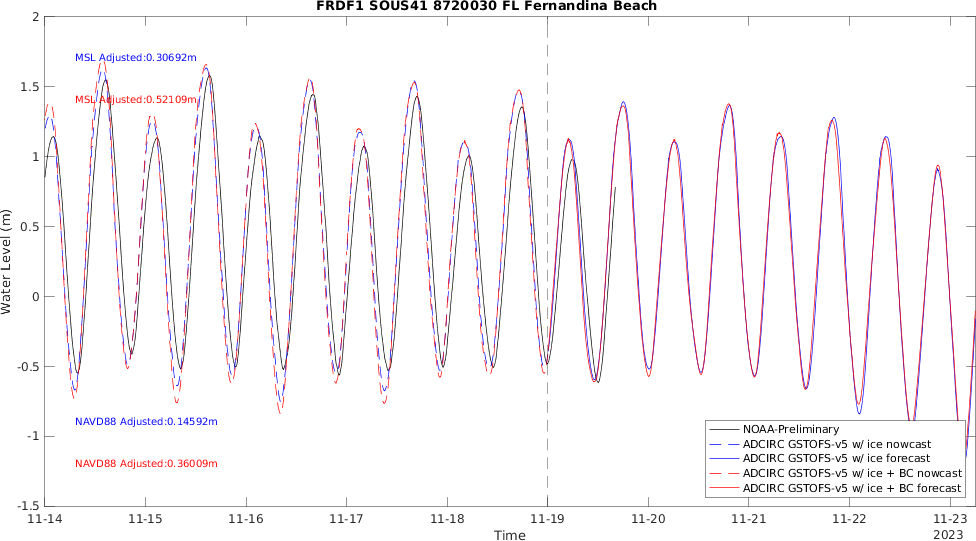 FRDF1 SOUS41 8720030 FL Fernandina Beach
2
1.5
1
0.5
0
-0.5
-1
-1.5
Water Level (m)
MSL Adjusted:0.30692m
MSL Adjusted:0.52109m
NAVD88 Adjusted:0.14592m
NAVD88 Adjusted:0.36009m
NOAA-Preliminary
ADCIRC GSTOFS-v5 w/ ice nowcast
ADCIRC GSTOFS-v5 w/ ice forecast
ADCIRC GSTOFS-v5 w/ ice + BC nowcast
ADCIRC GSTOFS-v5 w/ ice + BC forecast
11-14 11-15 11-16 11-17 11-18 11-19 11-20 11-21 11-22 11-23
Time
2023